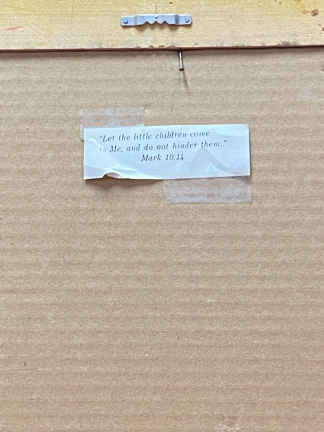 "Let the little children come
to Me, and do not hinder them."
Mark 10:14